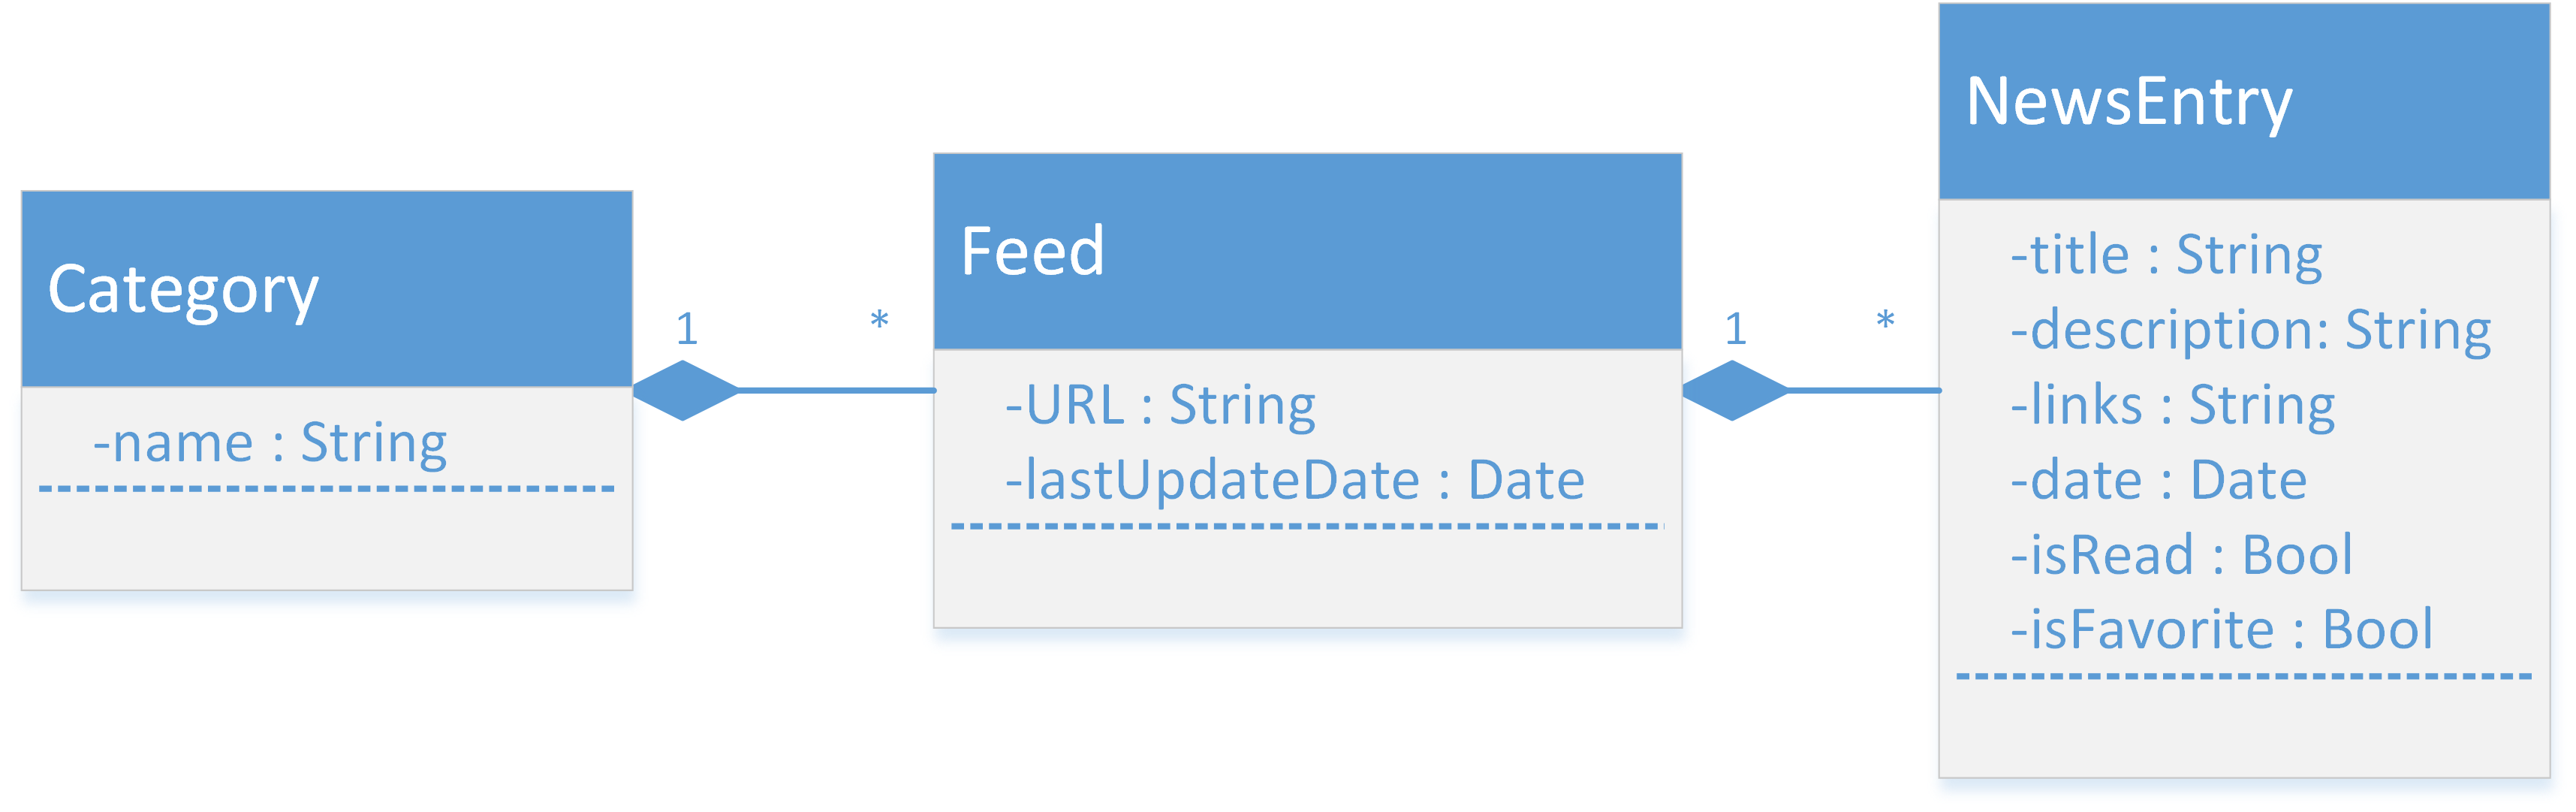 Category
-name : String
1
*
Feed
-URL : String
-lastUpdateDate : Date
1
*
NewsEntry
-title : String
-description: String
-links : String
-date : Date
-isRead : Bool
-isFavorite : Bool